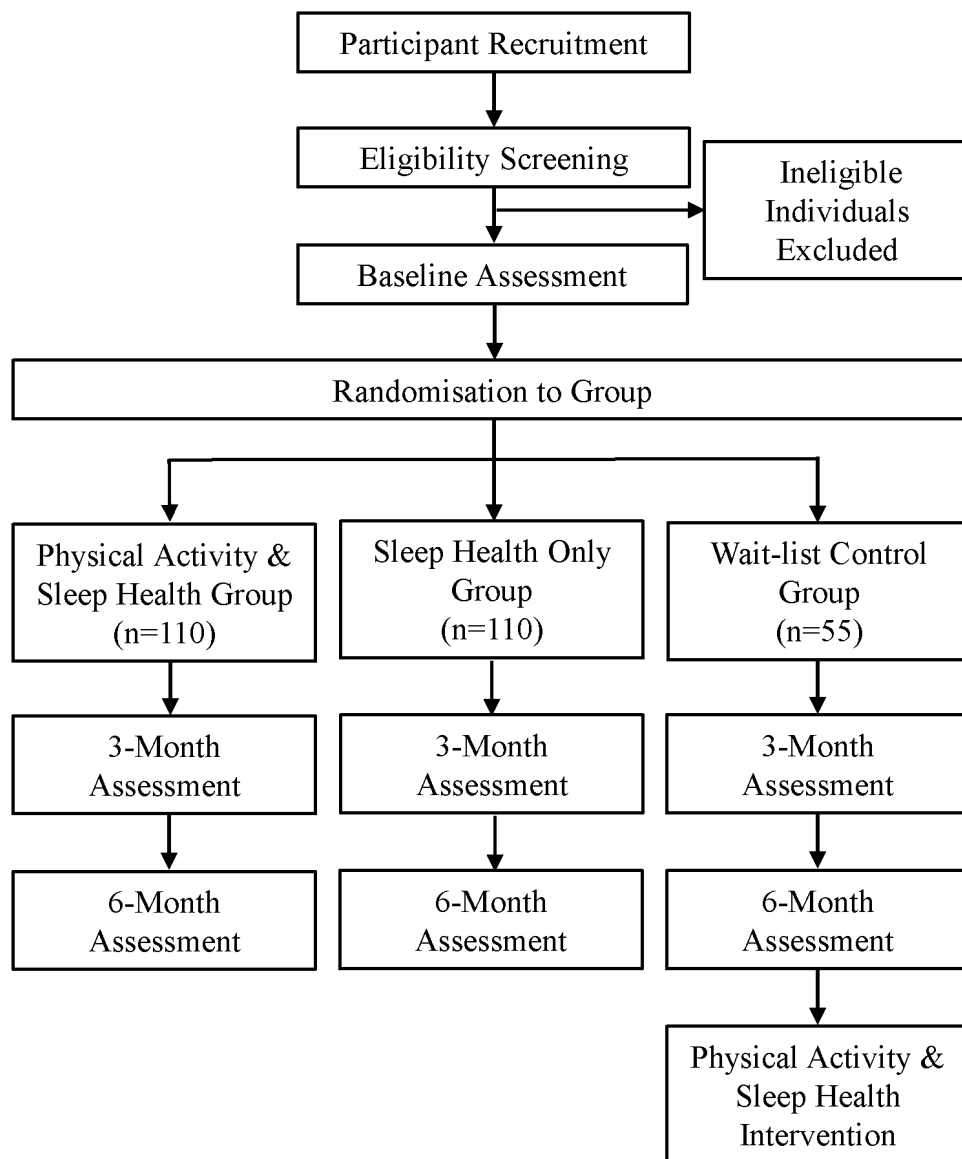 Participant Recruitment
Eligibility Screening
Ineligible
Individuals
Excluded
Baseline Assessment
Randomisation to Group
Physical Activity &
Sleep Health Group
(n=110)
Sleep Health Only
Group
(n=110)
Wait-list Control
Group
(n=55)
3-Month
Assessment
3-Month
Assessment
3-Month
Assessment
6-Month
Assessment
6-Month
Assessment
6-Month
Assessment
Physical Activity &
Sleep Health
Intervention